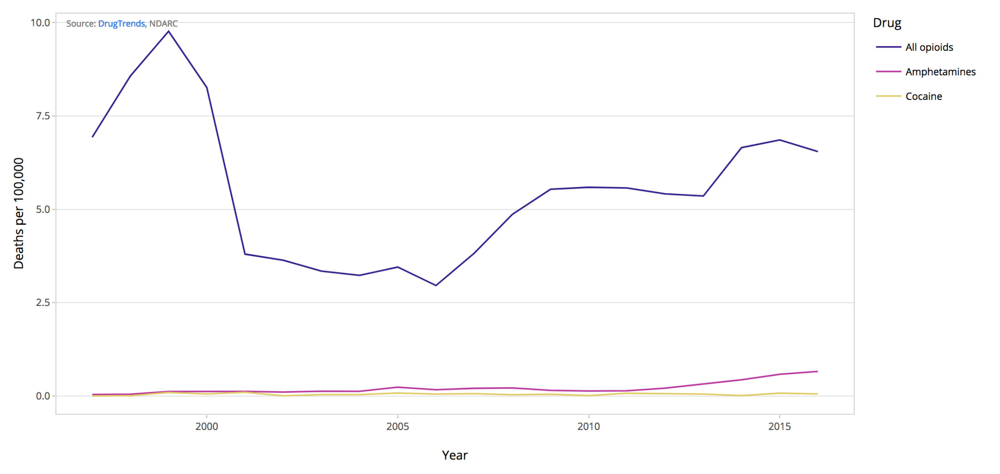 Source: DrugTrends, NDARC
10.0
7.5
5.0
2.5
0.0
Deaths per 100,000
2000
2005
2010
2015
Year
Drug
All opioids
Amphetamines
Cocaine